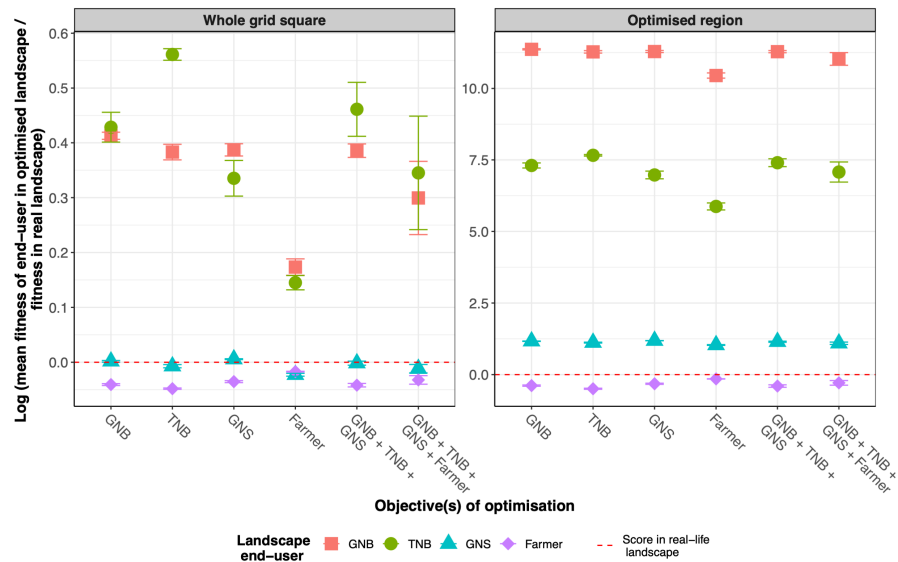 Whole grid square
Optimised region
Log (mean fitness of end-user in optimised landscape /
fitness in real landscape)
0.6
0.5
0.4
0.3
0.2
0.1
0.0
10.0
7.5
5.0
2.5
0.0
GNB
TNB
GNS
Farmer
GNB + TNB +
GNS
GNB + TNB +
GNS + Farmer
GNB
TNB
GNS
Farmer
GNB + TNB +
GNS
GNB + TNB +
GNS + Farmer
Objective(s) of optimisation
Landscape
end-user
GNB
TNB
GNS
Farmer
Score in real-life
landscape